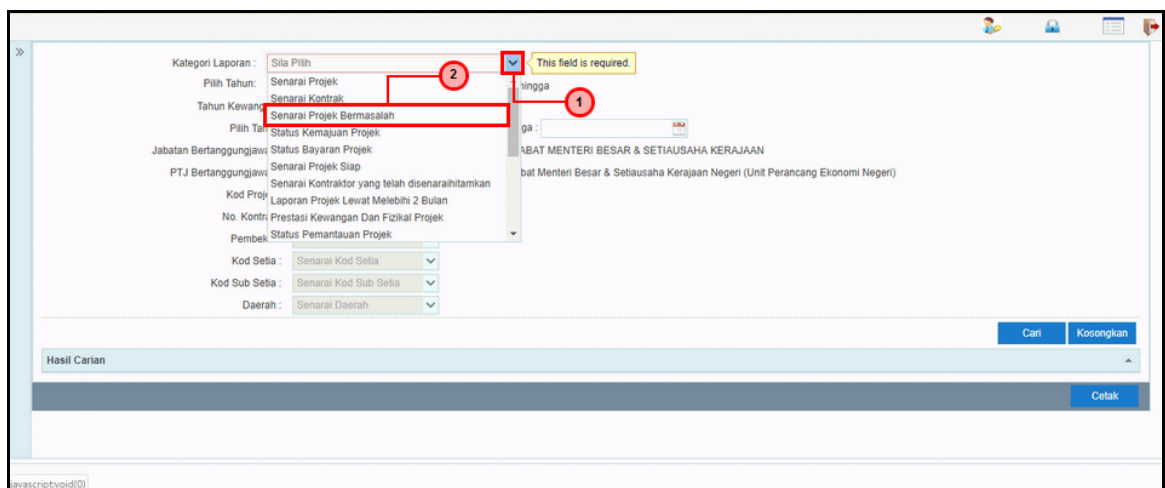 Kategori Laporan : Sila Pilih This field is required.
2
Pilih Tahun: Senarai Projek hingga
Senarai Kontrak 1
Tahun Kewang
Senarai Projek Bermasalah
Pilih Tar Status Kemajuan Projek ga :
Jabatan Bertanggungjawa Status Bayaran Projek ABAT MENTERI BESAR & SETIAUSAHA KERAJAAN
PTJ Bertanggungjawa Senarai Projek Siap bat Menteri Besar & Setiausaha Kerajaan Negeri (Unit Perancang Ekonomi Negeri)
Senarai Kontraktor yang telah disenaraihitamkan
Kod Proje Laporan Projek Lewat Melebihi 2 Bulan
No. Kontra Prestasi Kewangan Dan Fizikal Projek
Pembek Status Pemantauan Projek
Kod Setia : Senarai Kod Setia
Kod Sub Setia : Senarai Kod Sub Setia
Daerah : Senarai Daerah
Cari Kosongkan
Hasil Carian
Cetak
javascript:void(0)